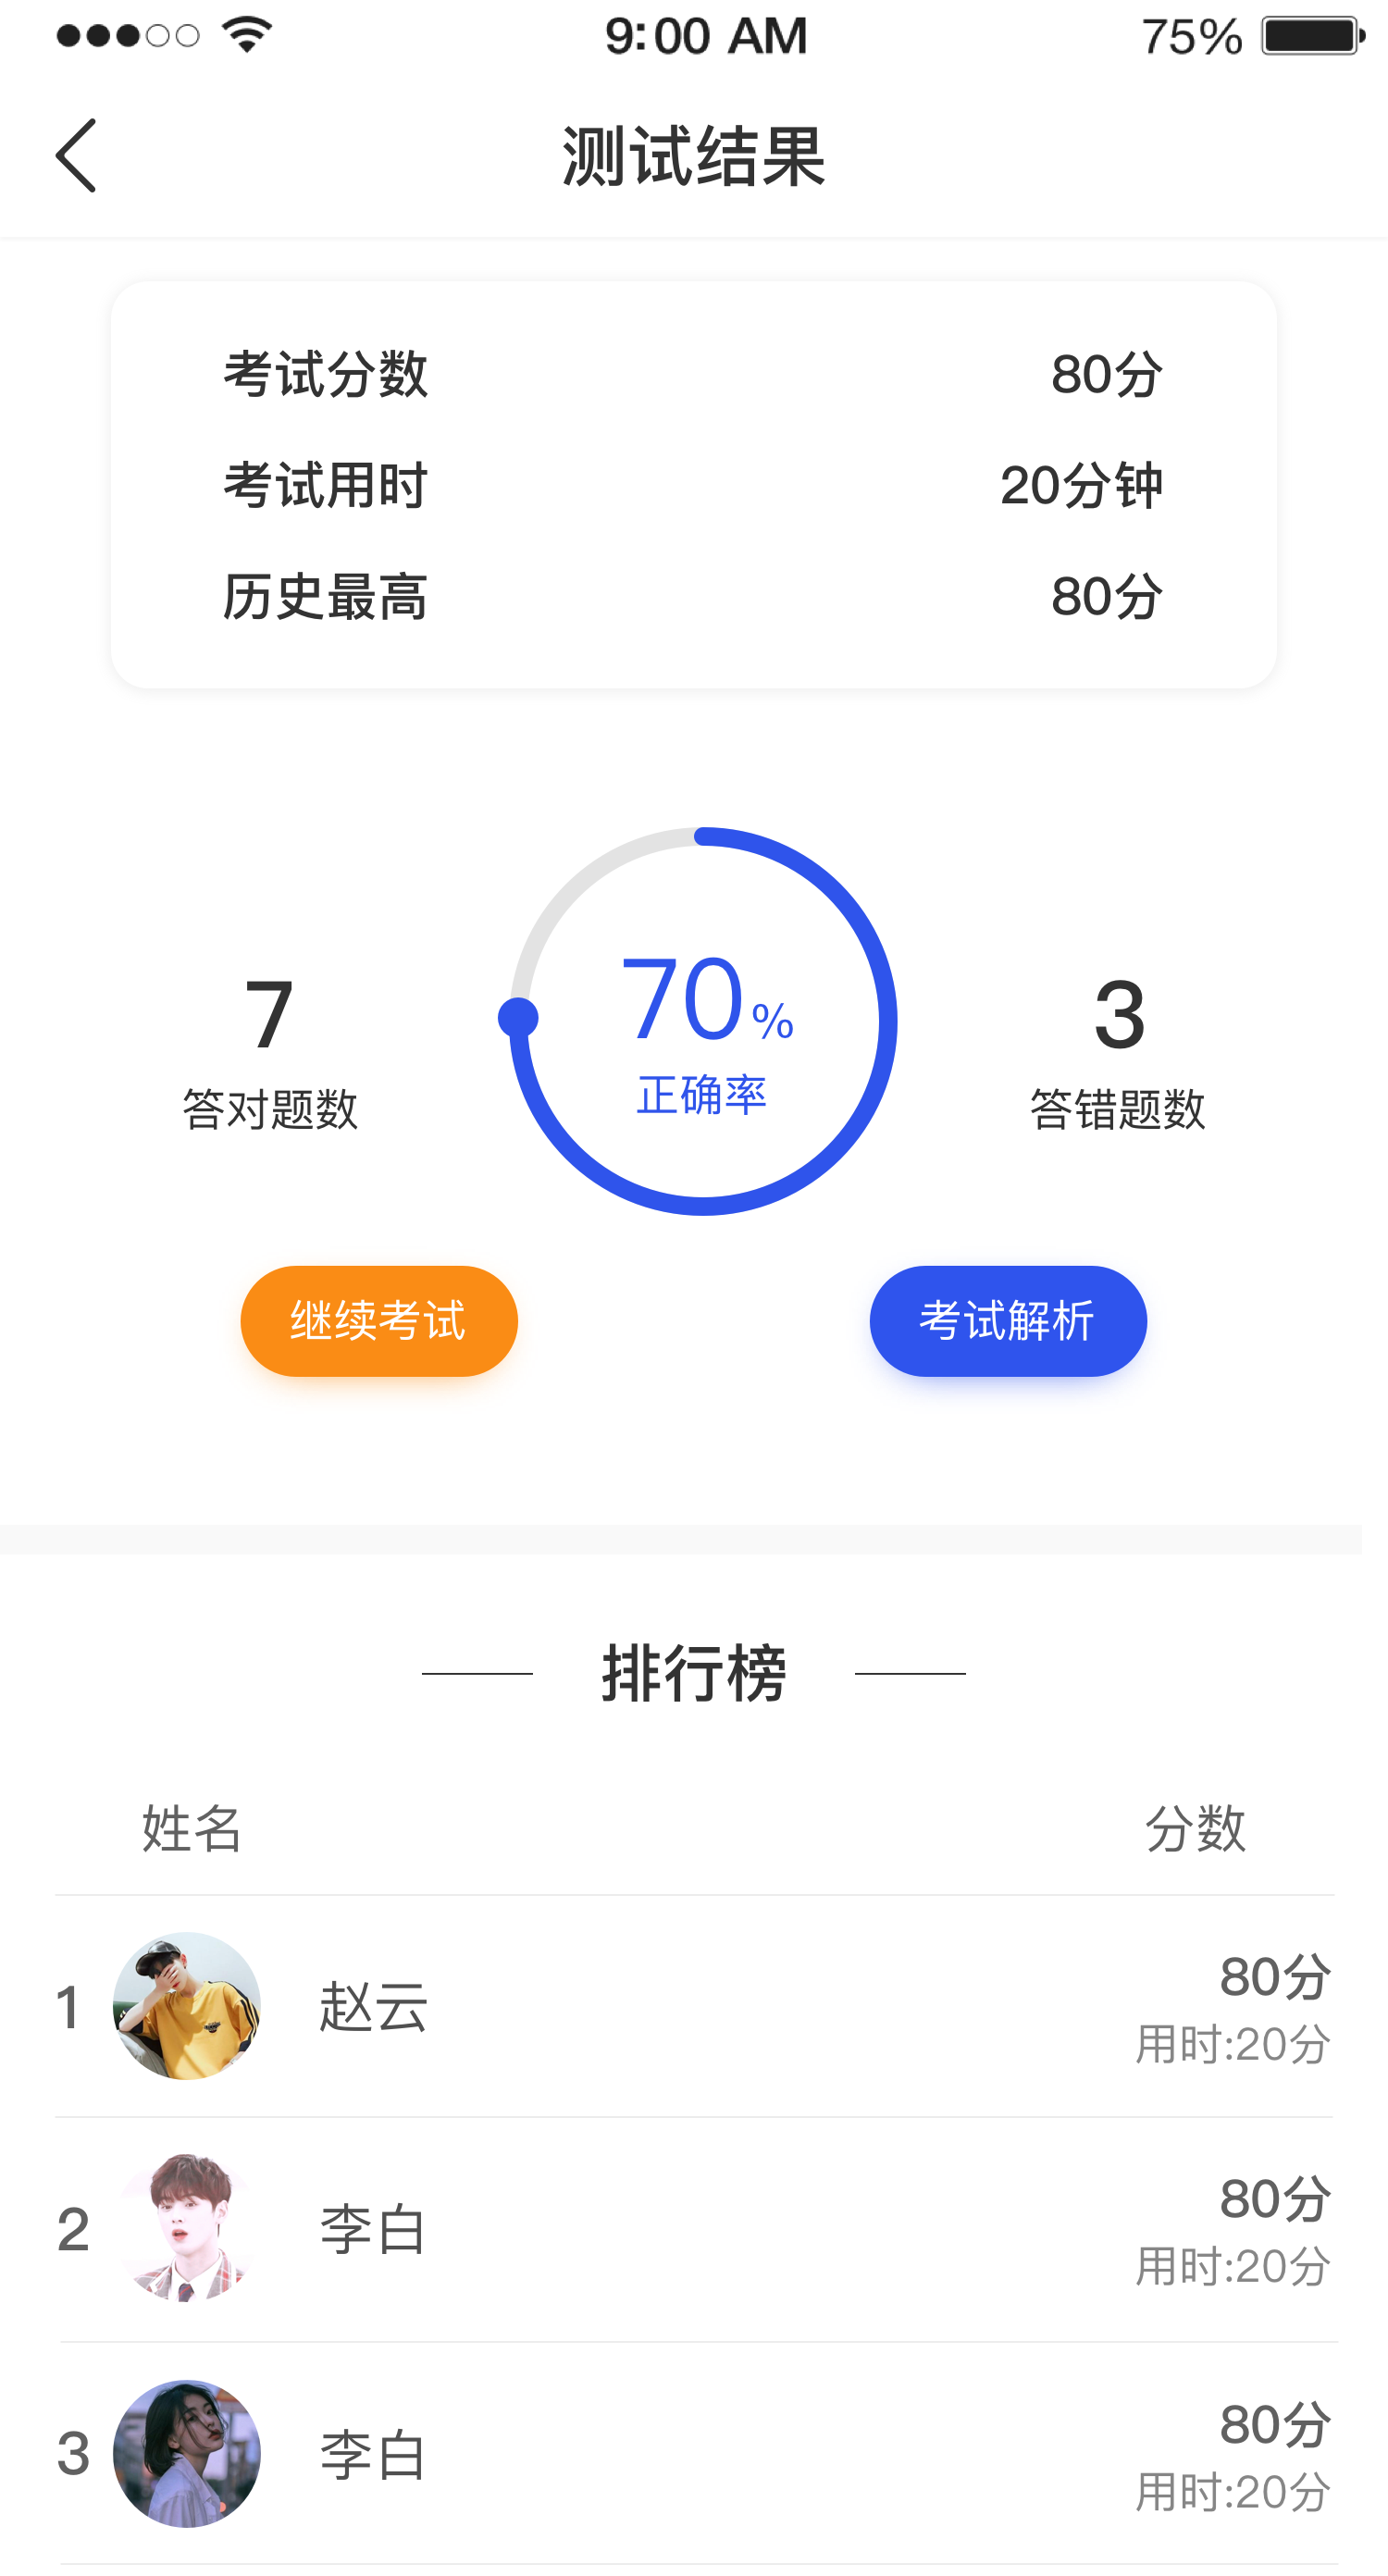 9:00 AM 75%
测试结果
考试分数 80分
考试用时 20分钟
历史最高 80分
7 70% 3
答对题数 正确率 答错题数
继续考试 考试解析
排行榜
姓名 分数
1 赵云 80分
用时:20分
2 李白 80分
用时:20分
3 李白 80分
用时:20分